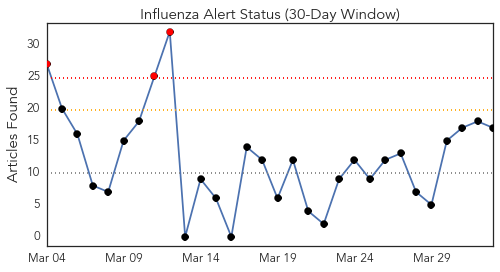 Influenza Alert Status (30-Day Window)
Articles Found
30
25
20
15
10
5
0
Mar 04 Mar 09 Mar 14 Mar 19 Mar 24 Mar 29